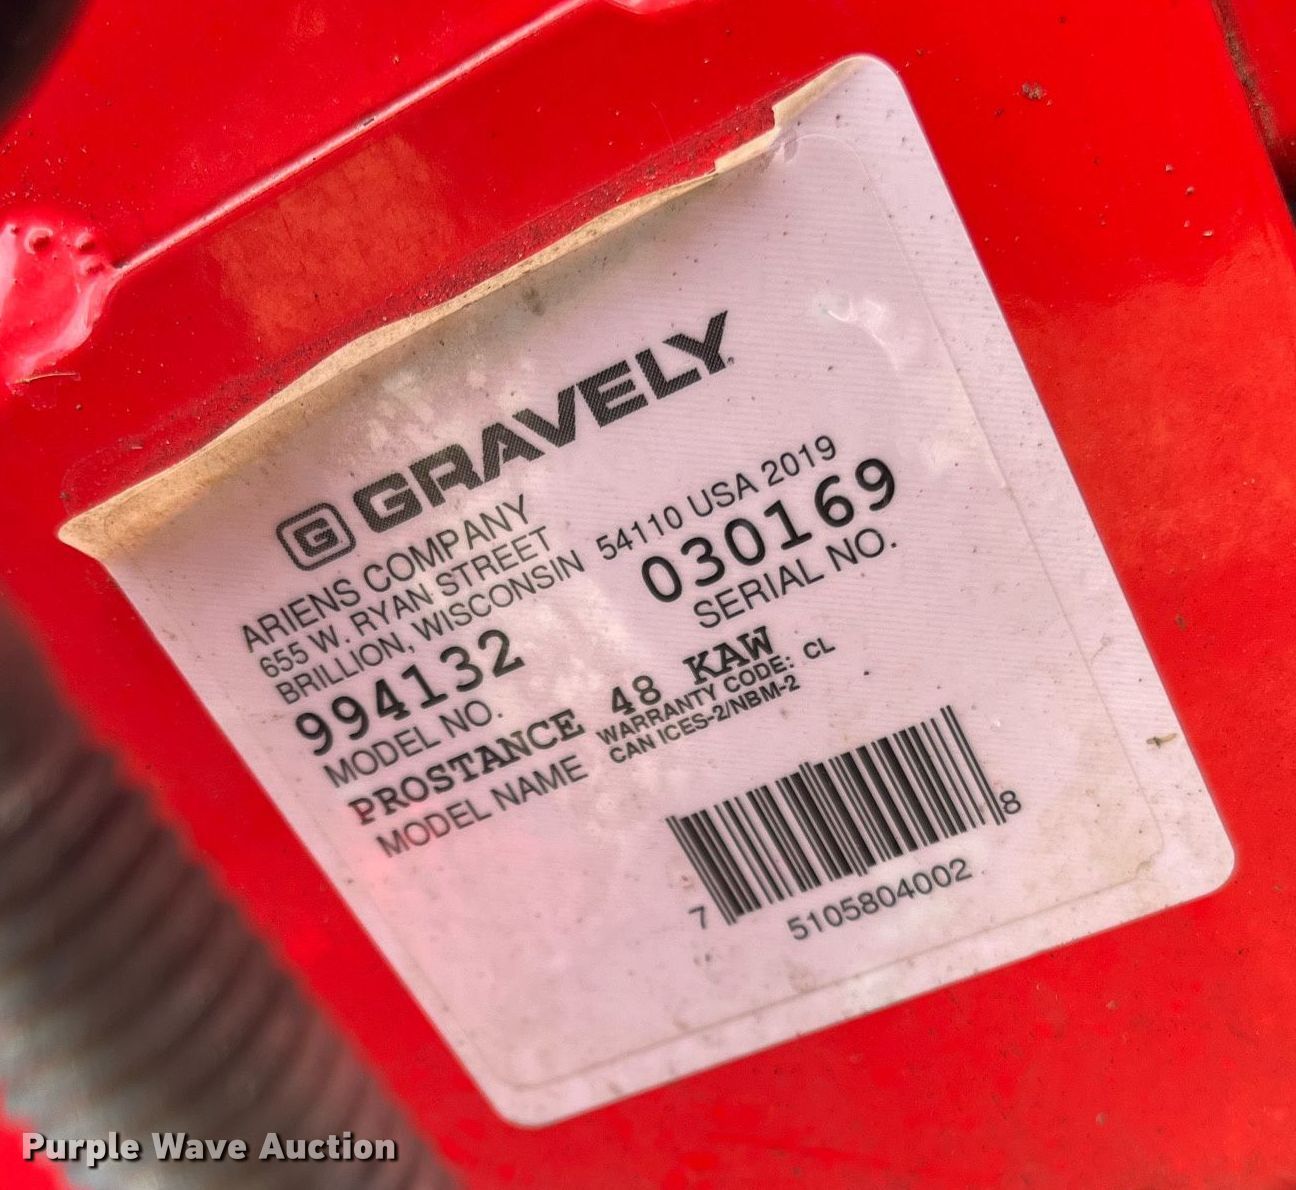 G GRAVELY
ARIENS COMPANY
655 W. RYAN STREET
BRILLION, WISCONSIN 54110 USA 2019
994132 030169
MODEL NO. SERIAL NO.
PROSTANCE 48 KAW
MODEL NAME WARRANTY CODE: CL
CAN ICES-2/NBM-2
7 5105804002 8
Purple Wave Auction